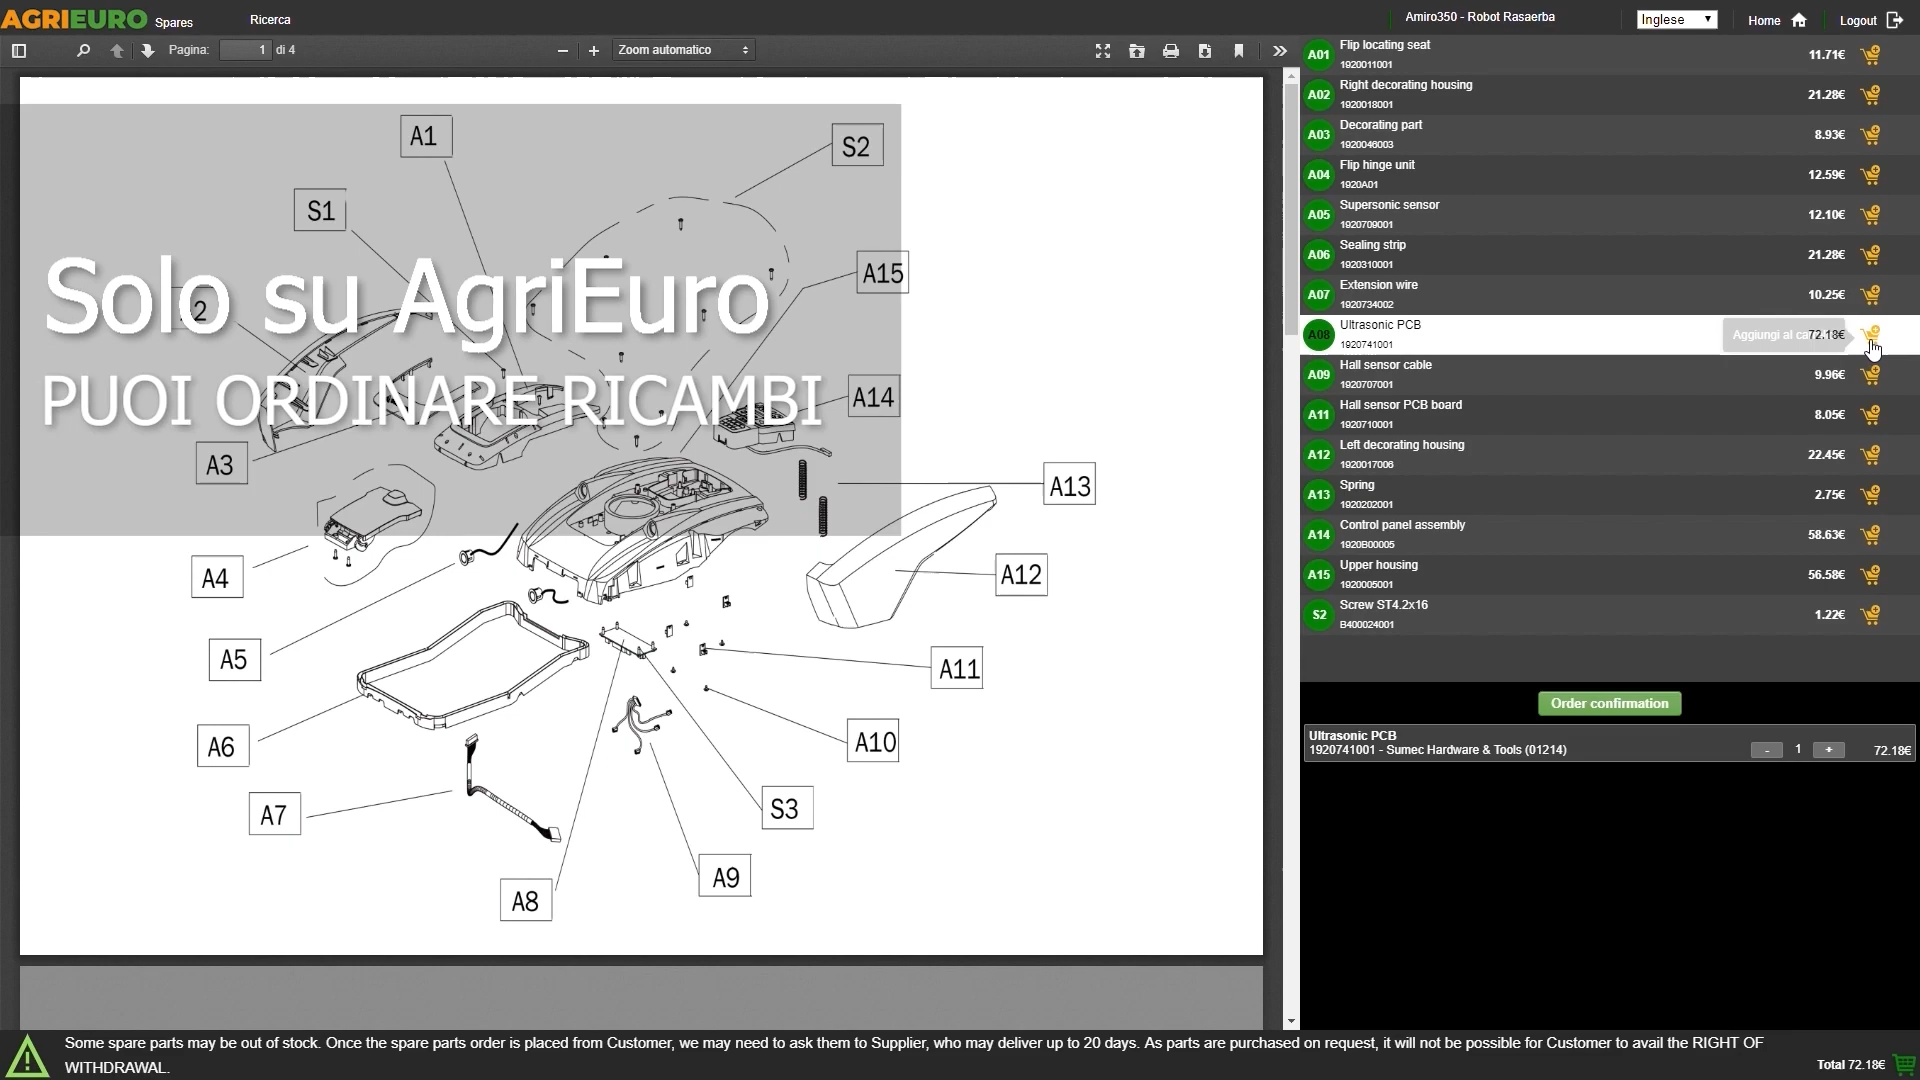 AGRIEURO Spares
Ricerca
Amiro350 - Robot Rasaerba
Inglese
Home
Logout
Pagina: 1 di 4
Zoom automatico
A1
S2
S1
A15
2
A14
A3
A13
A4
A12
A5
A11
A6
A10
A7
S3
A9
A8
Solo su AgriEuro
PUOI ORDINARE RICAMBI
A01 Flip locating seat 11.71€
1920011001
A02 Right decorating housing 21.28€
1920018001
A03 Decorating part 8.93€
1920046003
A04 Flip hinge unit 12.59€
1920A01
A05 Supersonic sensor 12.10€
1920709001
A06 Sealing strip 21.28€
1920310001
A07 Extension wire 10.25€
1920734002
A08 Ultrasonic PCB Aggiungi al 72.18€
1920741001
A09 Hall sensor cable 9.96€
1920707001
A11 Hall sensor PCB board 8.05€
1920710001
A12 Left decorating housing 22.45€
1920017006
A13 Spring 2.75€
1920202001
A14 Control panel assembly 58.63€
1920B00005
A15 Upper housing 56.58€
1920005001
S2 Screw ST4.2x16 1.22€
B400024001
Order confirmation
Ultrasonic PCB
1920741001 - Sumec Hardware & Tools (01214) - 1 + 72.18€
Some spare parts may be out of stock. Once the spare parts order is placed from Customer, we may need to ask them to Supplier, who may deliver up to 20 days. As parts are purchased on request, it will not be possible for Customer to avail the RIGHT OF
WITHDRAWAL.
Total 72.18€